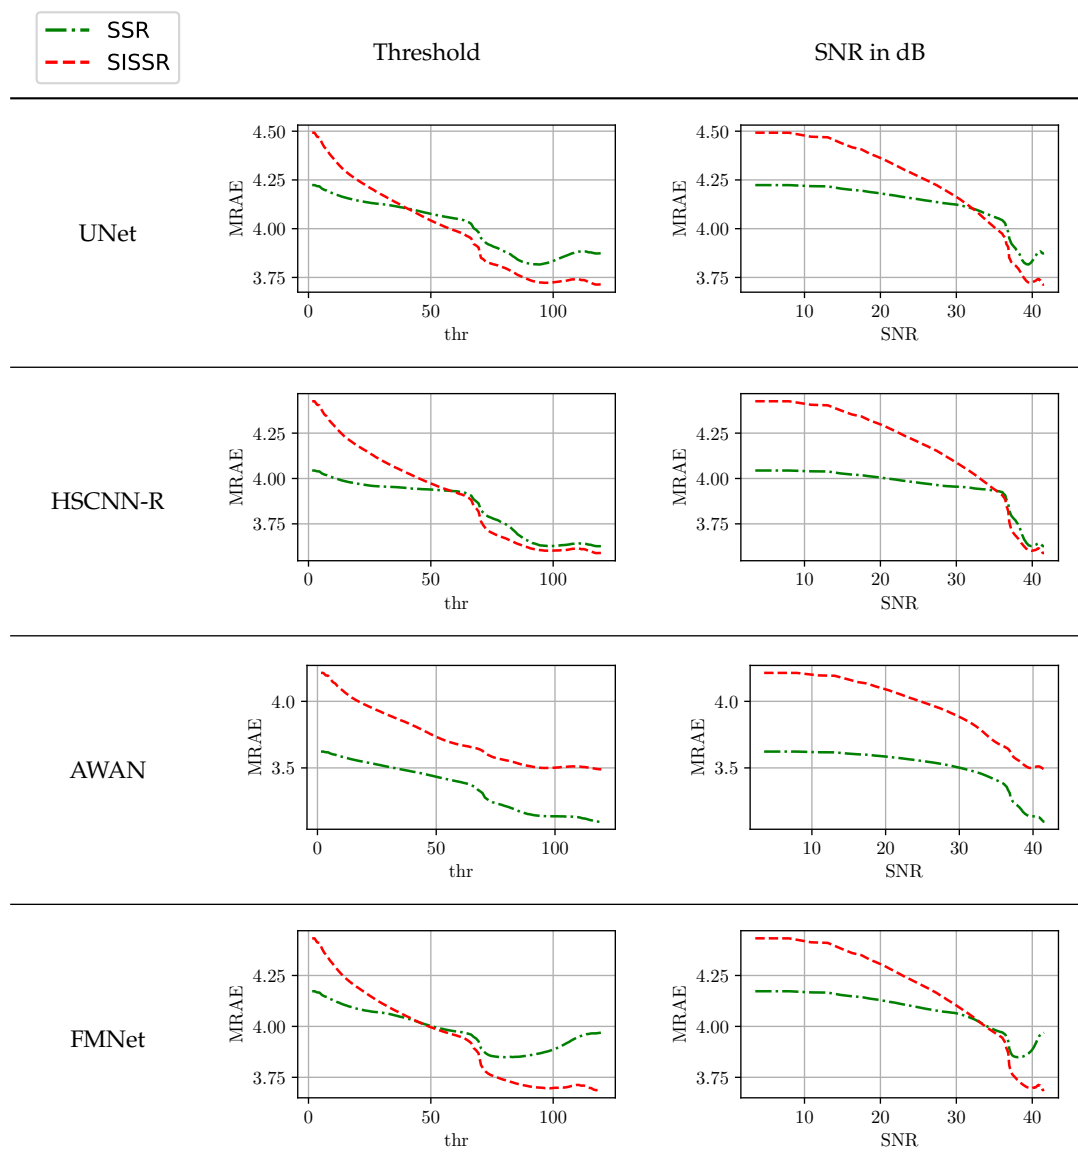 SSR
SISSR
Threshold
SNR in dB
UNet
MRAE
4.50
4.25
4.00
3.75
0 50 100
thr
MRAE
4.50
4.25
4.00
3.75
10 20 30 40
SNR
HSCNN-R
MRAE
4.25
4.00
3.75
0 50 100
thr
MRAE
4.25
4.00
3.75
10 20 30 40
SNR
AWAN
MRAE
4.0
3.5
0 50 100
thr
MRAE
4.0
3.5
10 20 30 40
SNR
FMNet
MRAE
4.25
4.00
3.75
0 50 100
thr
MRAE
4.25
4.00
3.75
10 20 30 40
SNR